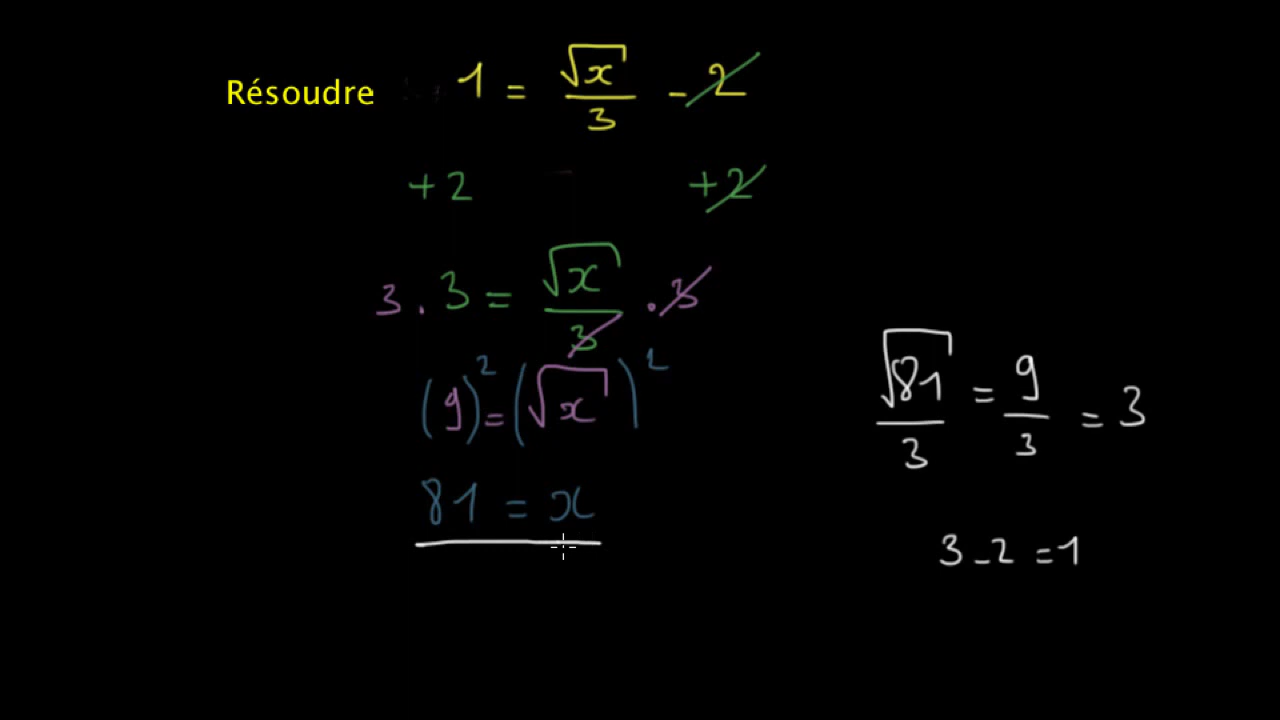 Résoudre 1 = √x/3 - 2
+2 +2
3 . 3 = √x/3 . 3
(9)² = (√x)²
81 = x
√81/3 = 9/3 = 3
3 - 2 = 1